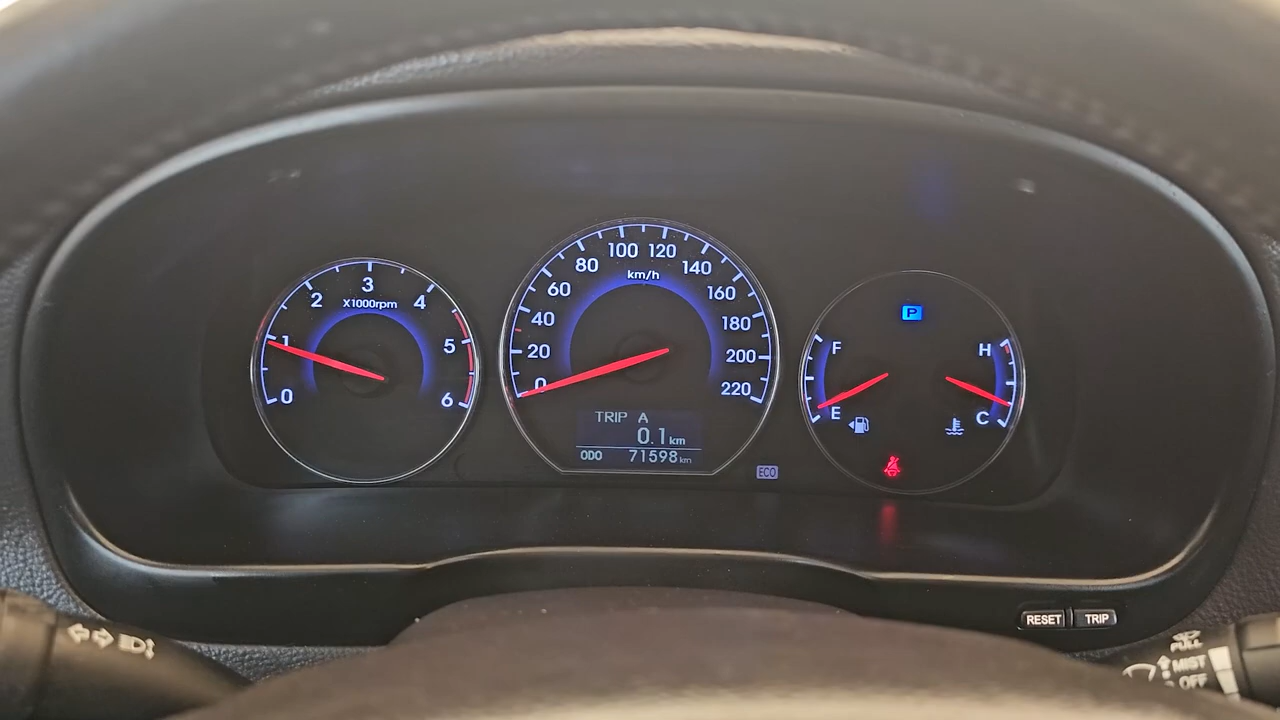 0
1
2
3
4
5
6
X1000rpm
0
20
40
60
80
100
120
140
160
180
200
220
km/h
TRIP A
0.1 km
ODO 71598 km
ECO
P
F
E
H
C
RESET
TRIP
PULL
MIST
OFF